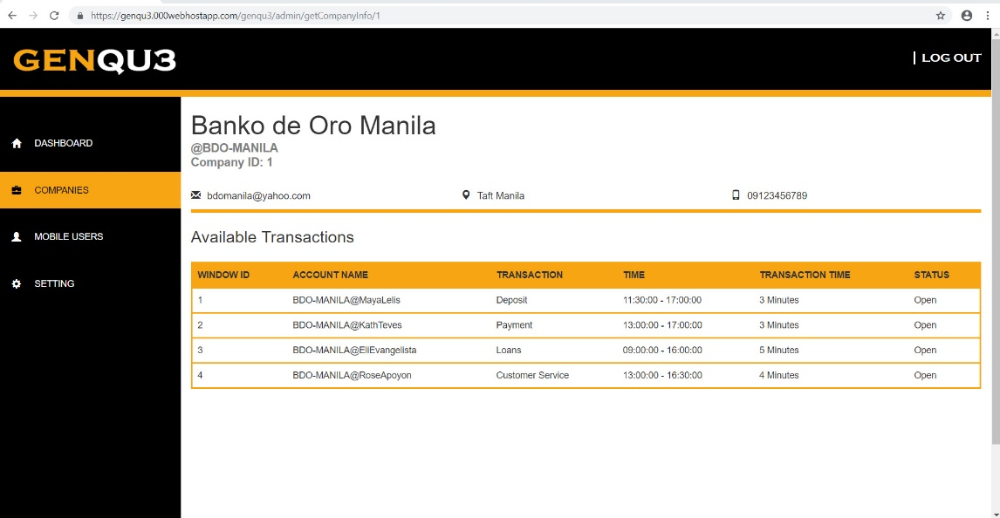 https://genqu3.000webhostapp.com/genqu3/admin/getCompanyInfo/1
GENQU3
| LOG OUT
DASHBOARD
COMPANIES
MOBILE USERS
SETTING
Banko de Oro Manila
@BDO-MANILA
Company ID: 1
bdomanila@yahoo.com Taft Manila 09123456789
Available Transactions
WINDOW ID ACCOUNT NAME TRANSACTION TIME TRANSACTION TIME STATUS
1 BDO-MANILA@MayaLelis Deposit 11:30:00 - 17:00:00 3 Minutes Open
2 BDO-MANILA@KathTeves Payment 13:00:00 - 17:00:00 3 Minutes Open
3 BDO-MANILA@EliEvangelista Loans 09:00:00 - 16:00:00 5 Minutes Open
4 BDO-MANILA@RoseApoyon Customer Service 13:00:00 - 16:30:00 4 Minutes Open